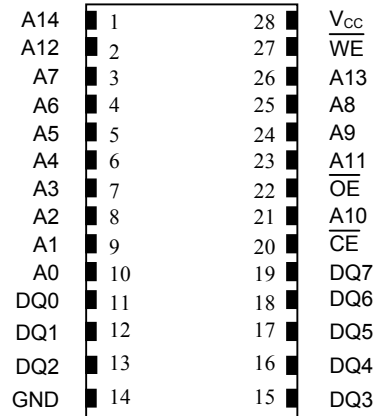 A14 1 28 VCC
A12 2 27 WE
A7 3 26 A13
A6 4 25 A8
A5 5 24 A9
A4 6 23 A11
A3 7 22 OE
A2 8 21 A10
A1 9 20 CE
A0 10 19 DQ7
DQ0 11 18 DQ6
DQ1 12 17 DQ5
DQ2 13 16 DQ4
GND 14 15 DQ3